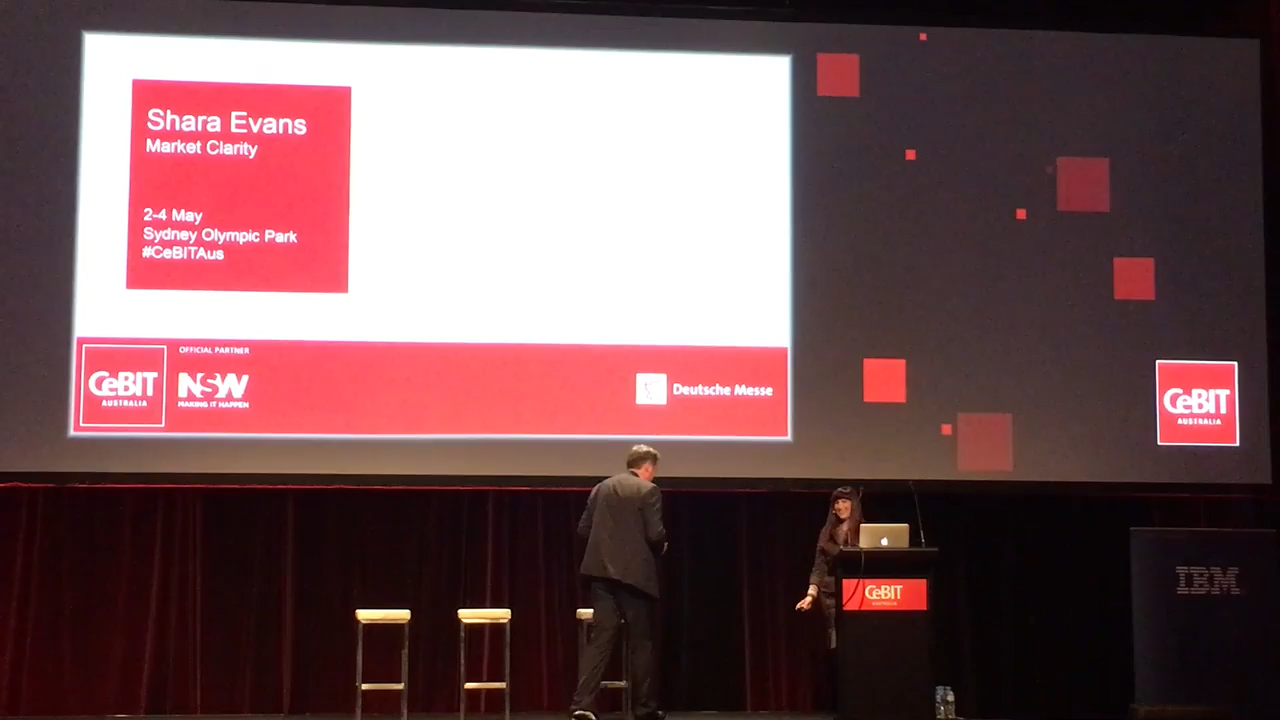 Shara Evans
Market Clarity
2-4 May
Sydney Olympic Park
#CeBITAus
OFFICIAL PARTNER
CeBIT
AUSTRALIA
NSW
MAKING IT HAPPEN
Deutsche Messe
CeBIT
AUSTRALIA
CeBIT
AUSTRALIA
IBM